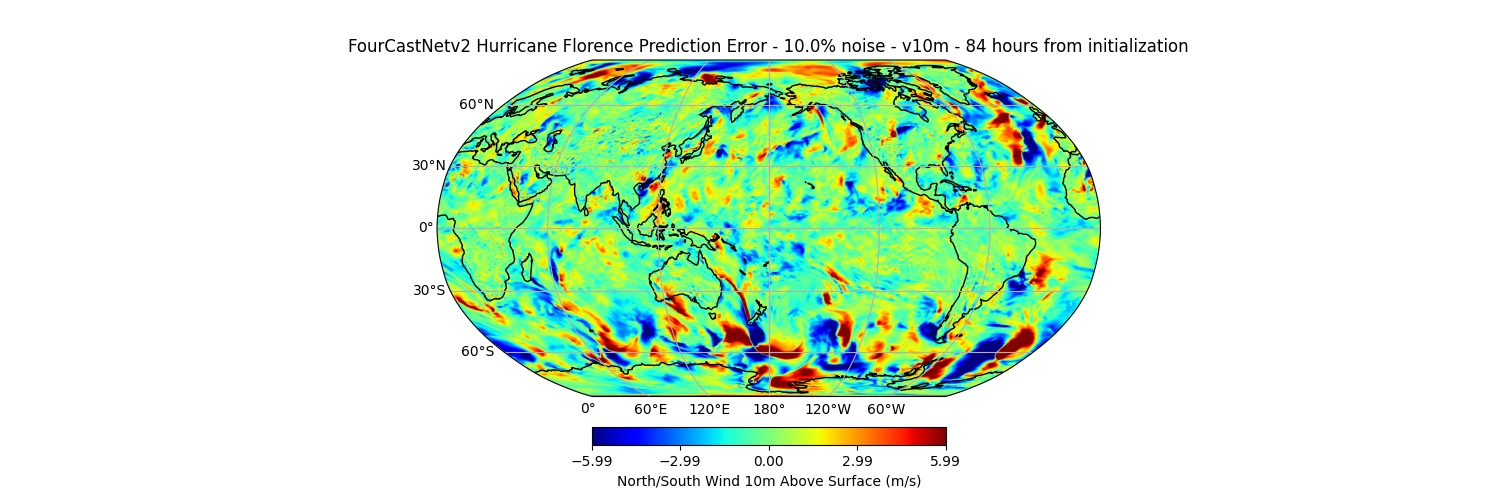 FourCastNetv2 Hurricane Florence Prediction Error - 10.0% noise - v10m - 84 hours from initialization
60°N
30°N
0°
30°S
60°S
0° 60°E 120°E 180° 120°W 60°W
−5.99 −2.99 0.00 2.99 5.99
North/South Wind 10m Above Surface (m/s)